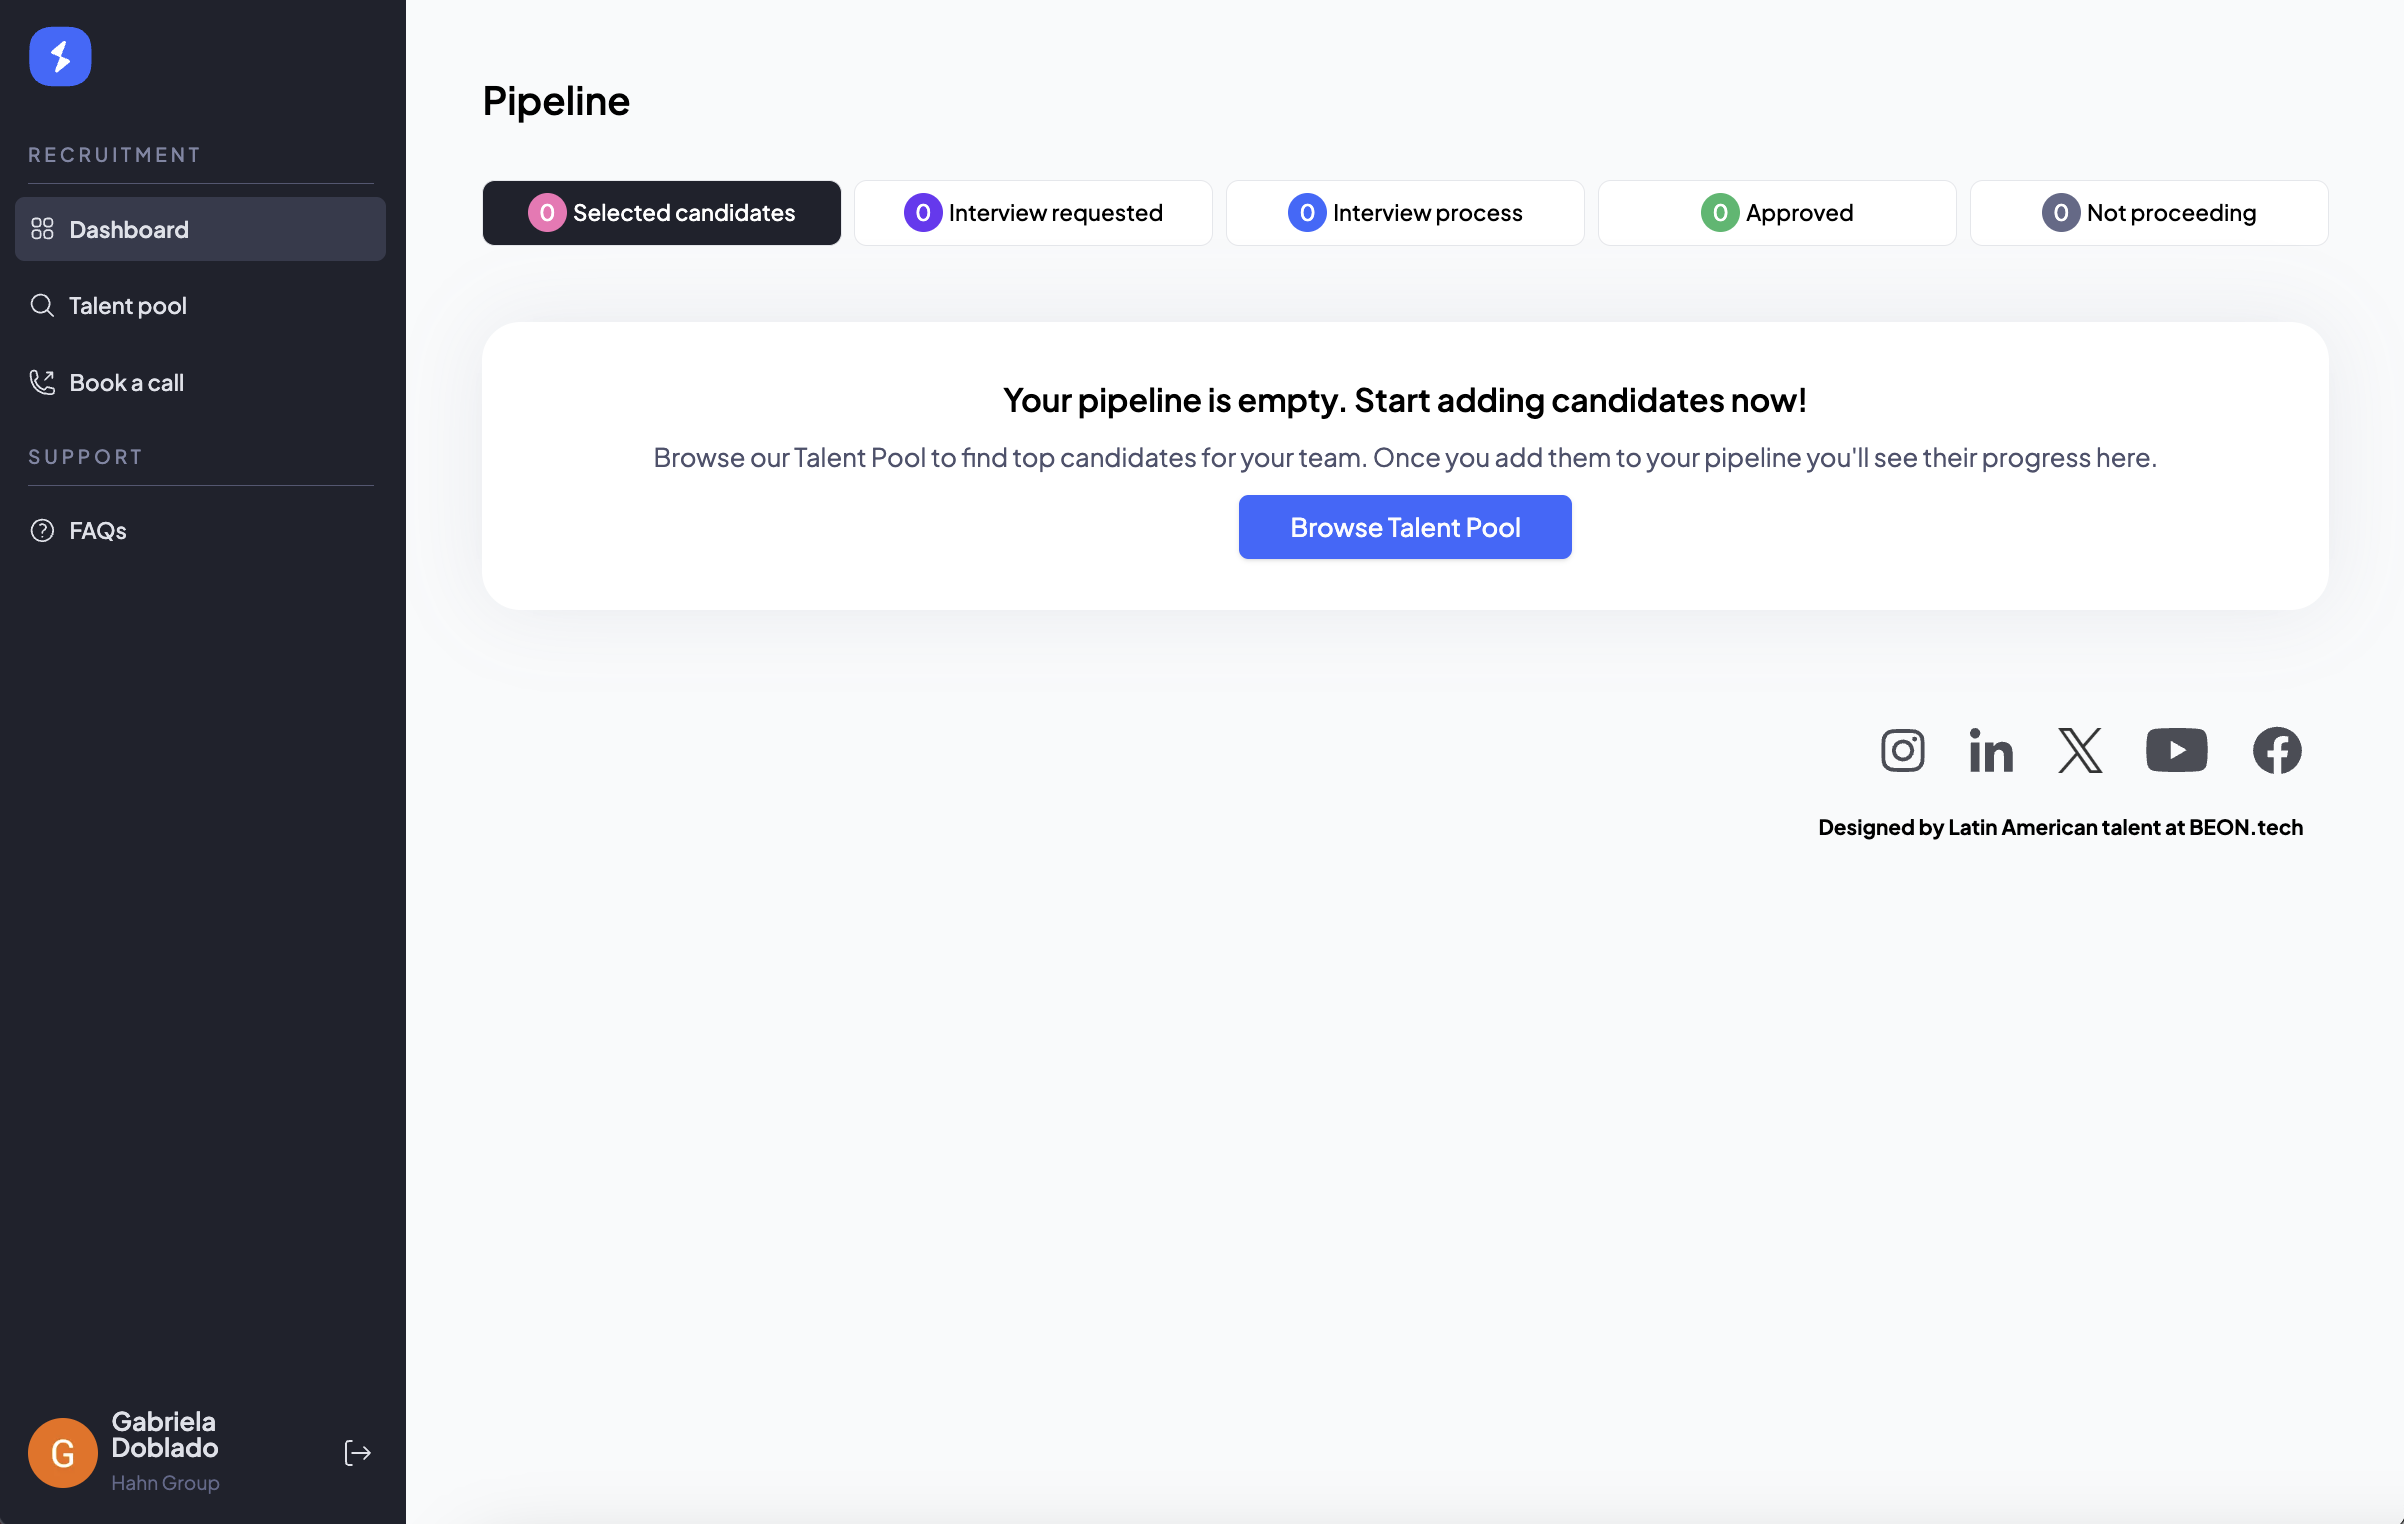 RECRUITMENT
Dashboard
Talent pool
Book a call
SUPPORT
FAQs
Gabriela
Doblado
Hahn Group
G
Pipeline
0 Selected candidates
0 Interview requested
0 Interview process
0 Approved
0 Not proceeding
Your pipeline is empty. Start adding candidates now!
Browse our Talent Pool to find top candidates for your team. Once you add them to your pipeline you'll see their progress here.
Browse Talent Pool
Designed by Latin American talent at BEON.tech